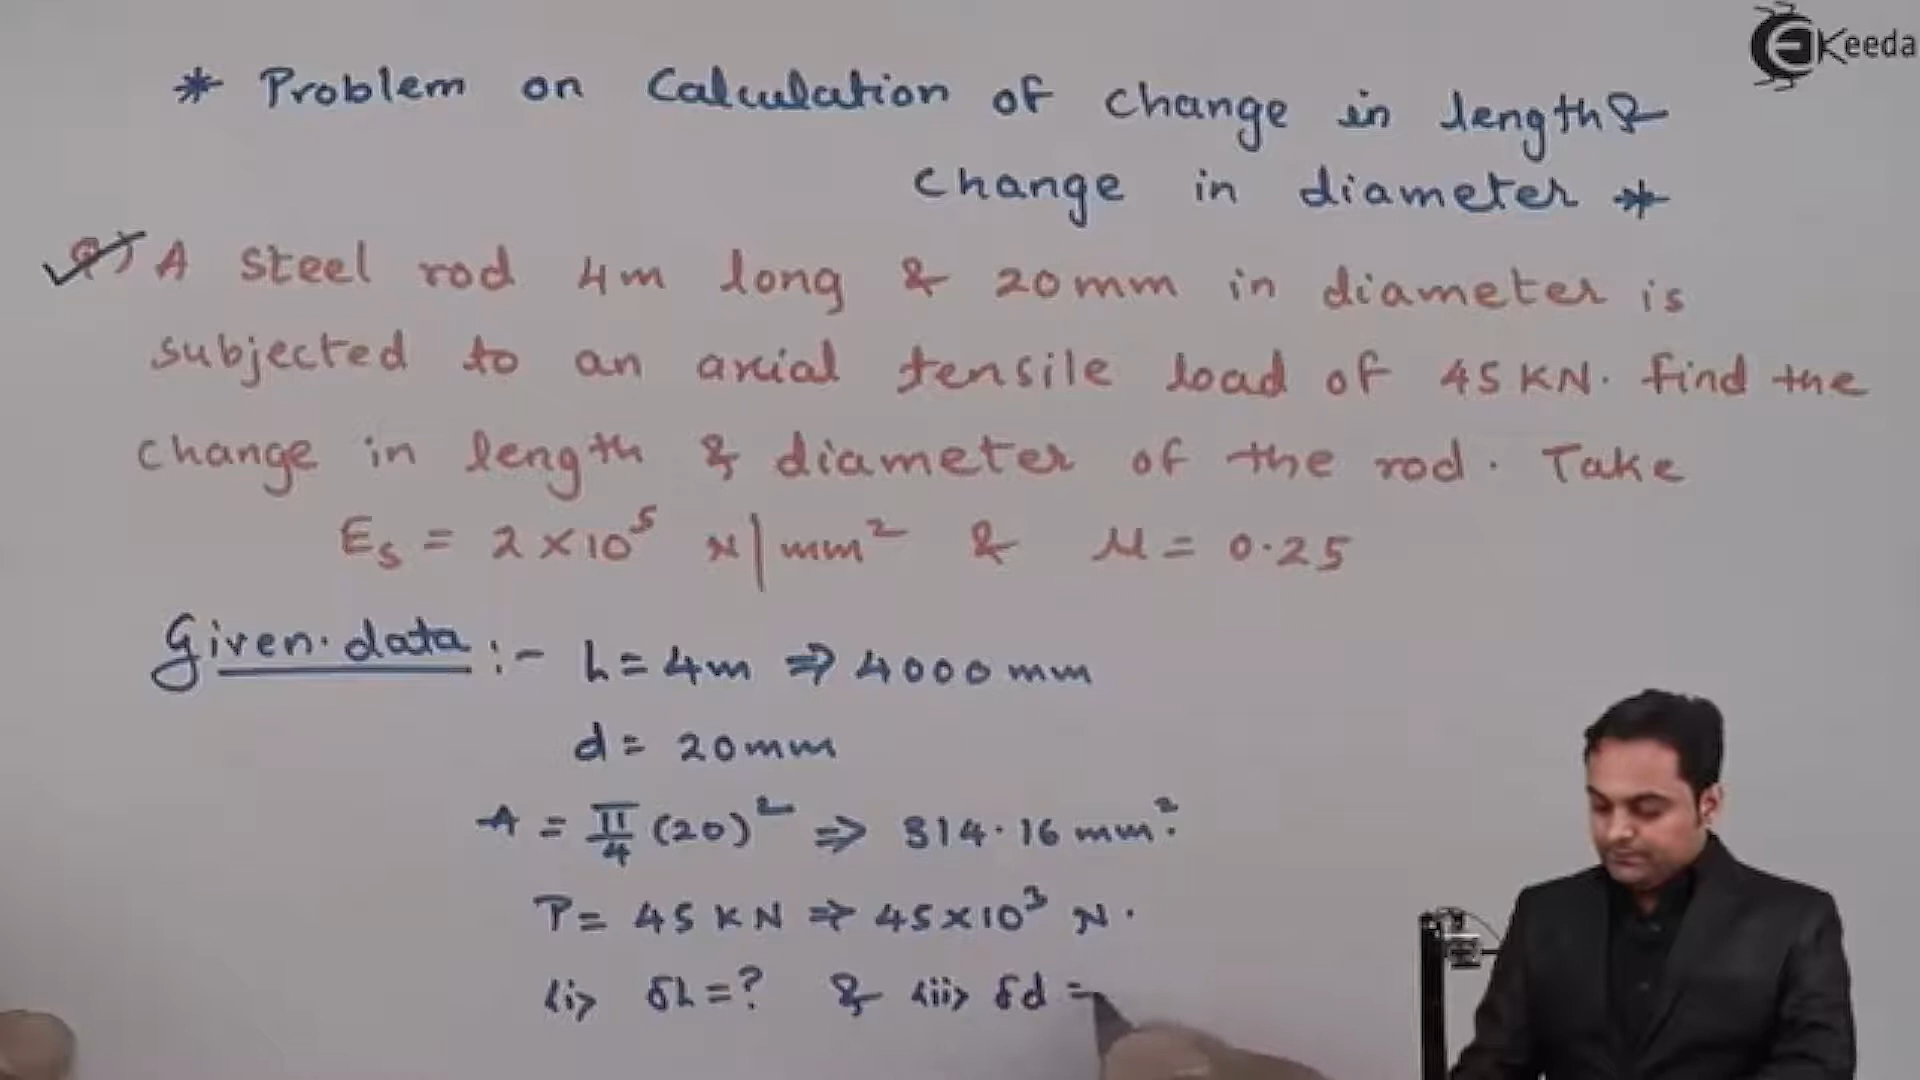 Ekeeda
* Problem on Calculation of change in length &
change in diameter *
Q) A steel rod 4m long & 20mm in diameter is
subjected to an axial tensile load of 45 KN. find the
change in length & diameter of the rod. Take
Es = 2×10⁵ N/mm² & μ = 0.25
Given data :- L = 4m ⇒ 4000 mm
d = 20mm
A = π/4 (20)² ⇒ 314.16 mm².
P = 45 KN ⇒ 45×10³ N.
(i) δL = ? & (ii) δd =